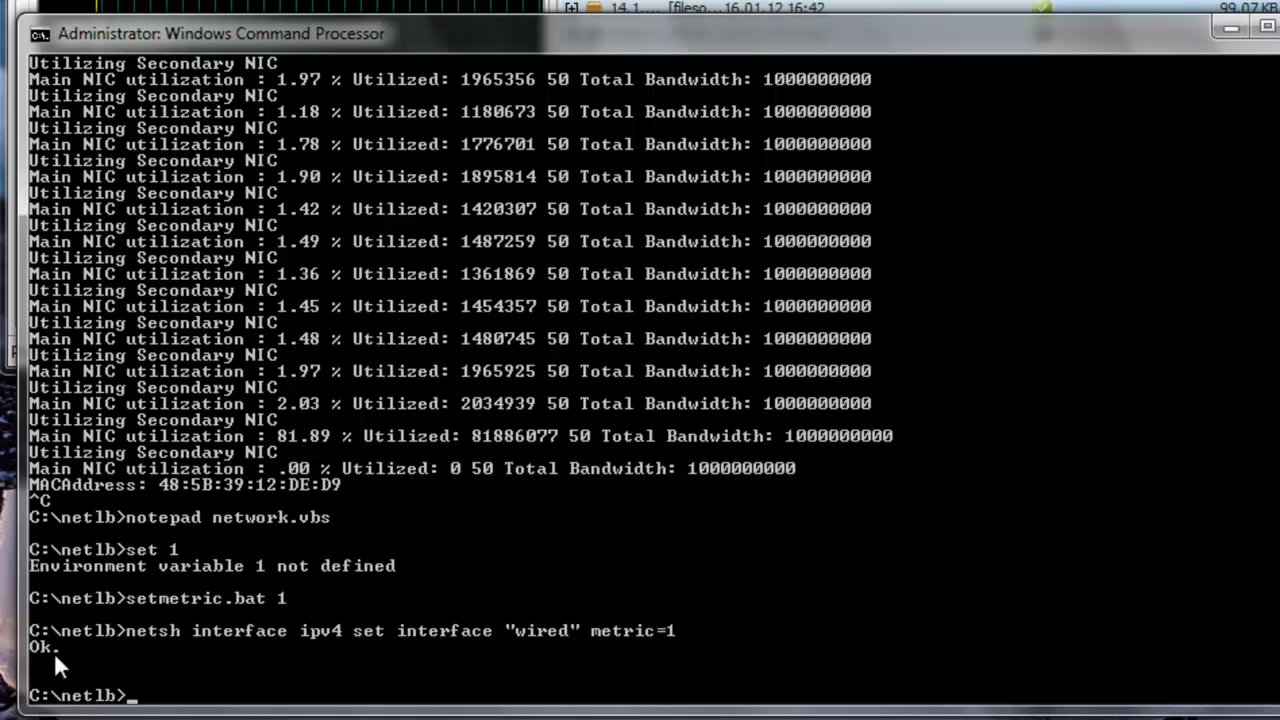 14.1.... [fileso...16.01.12 16:42 99.07 KB
Administrator: Windows Command Processor
Utilizing Secondary NIC
Main NIC utilization : 1.97 % Utilized: 1965356 50 Total Bandwidth: 1000000000
Utilizing Secondary NIC
Main NIC utilization : 1.18 % Utilized: 1180673 50 Total Bandwidth: 1000000000
Utilizing Secondary NIC
Main NIC utilization : 1.78 % Utilized: 1776701 50 Total Bandwidth: 1000000000
Utilizing Secondary NIC
Main NIC utilization : 1.90 % Utilized: 1895814 50 Total Bandwidth: 1000000000
Utilizing Secondary NIC
Main NIC utilization : 1.42 % Utilized: 1420307 50 Total Bandwidth: 1000000000
Utilizing Secondary NIC
Main NIC utilization : 1.49 % Utilized: 1487259 50 Total Bandwidth: 1000000000
Utilizing Secondary NIC
Main NIC utilization : 1.36 % Utilized: 1361869 50 Total Bandwidth: 1000000000
Utilizing Secondary NIC
Main NIC utilization : 1.45 % Utilized: 1454357 50 Total Bandwidth: 1000000000
Utilizing Secondary NIC
Main NIC utilization : 1.48 % Utilized: 1480745 50 Total Bandwidth: 1000000000
Utilizing Secondary NIC
Main NIC utilization : 1.97 % Utilized: 1965925 50 Total Bandwidth: 1000000000
Utilizing Secondary NIC
Main NIC utilization : 2.03 % Utilized: 2034939 50 Total Bandwidth: 1000000000
Utilizing Secondary NIC
Main NIC utilization : 81.89 % Utilized: 81886077 50 Total Bandwidth: 1000000000
Utilizing Secondary NIC
Main NIC utilization : .00 % Utilized: 0 50 Total Bandwidth: 1000000000
MACAddress: 48:5B:39:12:DE:D9
^C
C:\netlb>notepad network.vbs
C:\netlb>set 1
Environment variable 1 not defined
C:\netlb>setmetric.bat 1
C:\netlb>netsh interface ipv4 set interface "wired" metric=1
Ok.
C:\netlb>_